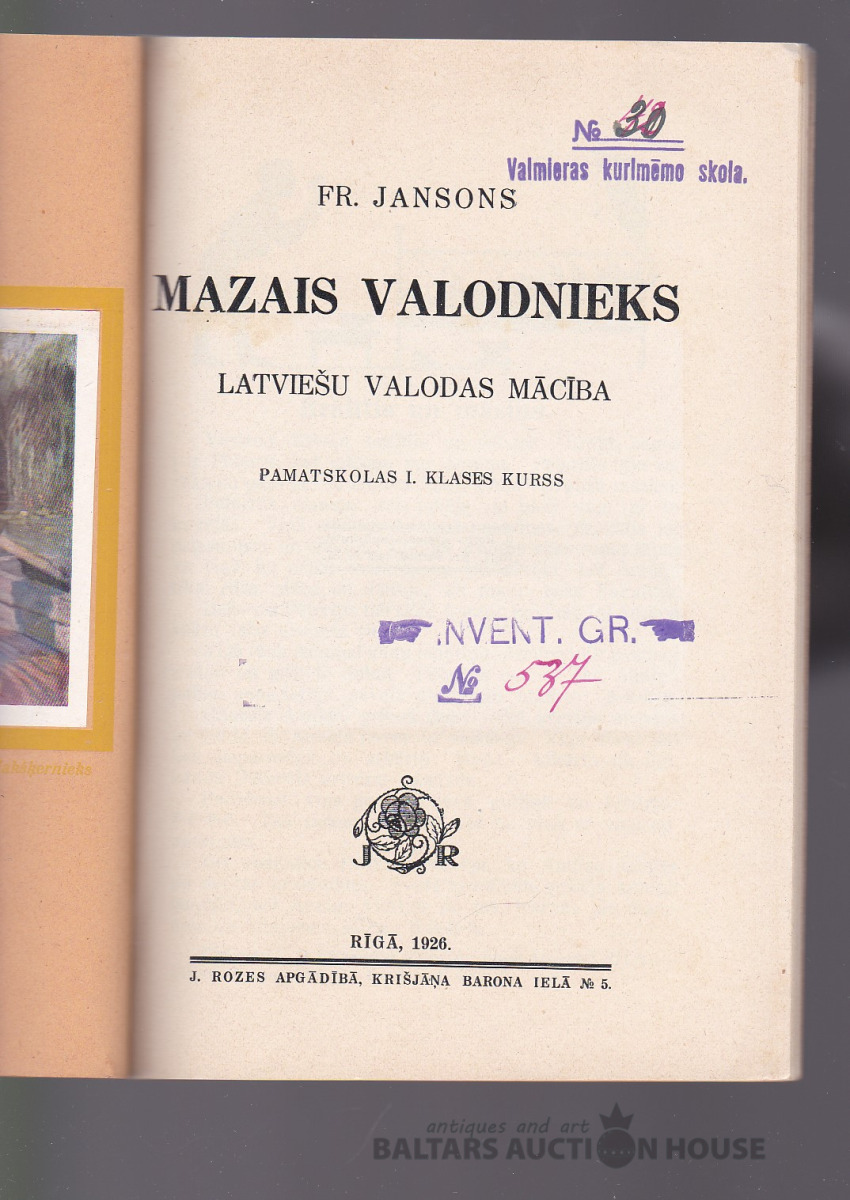 № 30
Valmieras kurlmēmo skola.
FR. JANSONS
MAZAIS VALODNIEKS
LATVIEŠU VALODAS MĀCĪBA
PAMATSKOLAS I. KLASES KURSS
INVENT. GR.
№ 537
J R
RĪGĀ, 1926.
J. ROZES APGĀDĪBĀ, KRIŠJĀŅA BARONA IELĀ № 5.
antiques and art
BALTARS AUCTION HOUSE